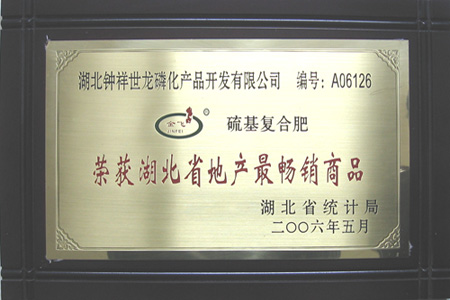 湖北钟祥世龙磷化产品开发有限公司 编号：A06126
金飞 ® 硫基复合肥
荣获湖北省地产最畅销商品
湖北省统计局
二〇〇六年五月